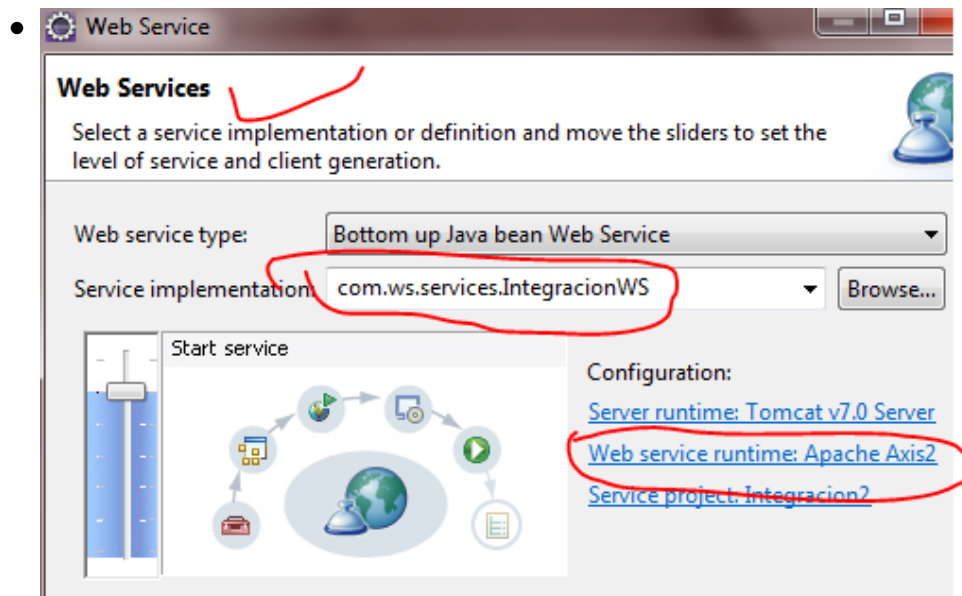 Web Service
Web Services
Select a service implementation or definition and move the sliders to set the
level of service and client generation.
Web service type:
Bottom up Java bean Web Service
Service implementation:
com.ws.services.IntegracionWS
Browse...
Start service
Configuration:
Server runtime: Tomcat v7.0 Server
Web service runtime: Apache Axis2
Service project: Integracion2